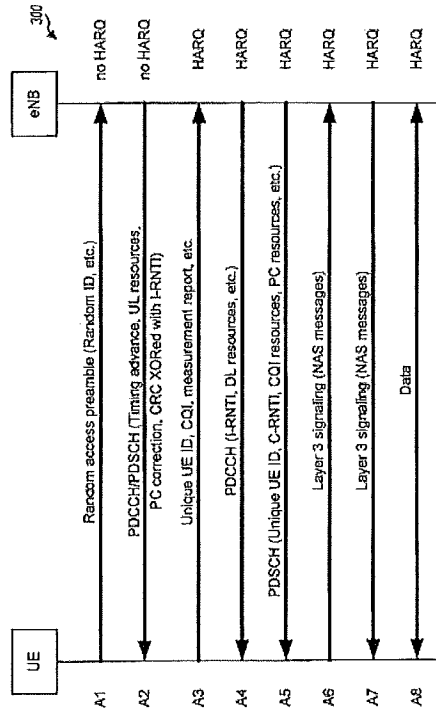 300
UE
eNB
A1
Random access preamble (Random ID, etc.)
no HARQ
A2
PDCCH/PDSCH (Timing advance, UL resources,
PC correction, CRC XORed with I-RNTI)
no HARQ
A3
Unique UE ID, CQI, measurement report, etc.
HARQ
A4
PDCCH (I-RNTI, DL resources, etc.)
HARQ
A5
PDSCH (Unique UE ID, C-RNTI, CQI resources, PC resources, etc.)
HARQ
A6
Layer 3 signaling (NAS messages)
HARQ
A7
Layer 3 signaling (NAS messages)
HARQ
A8
Data
HARQ